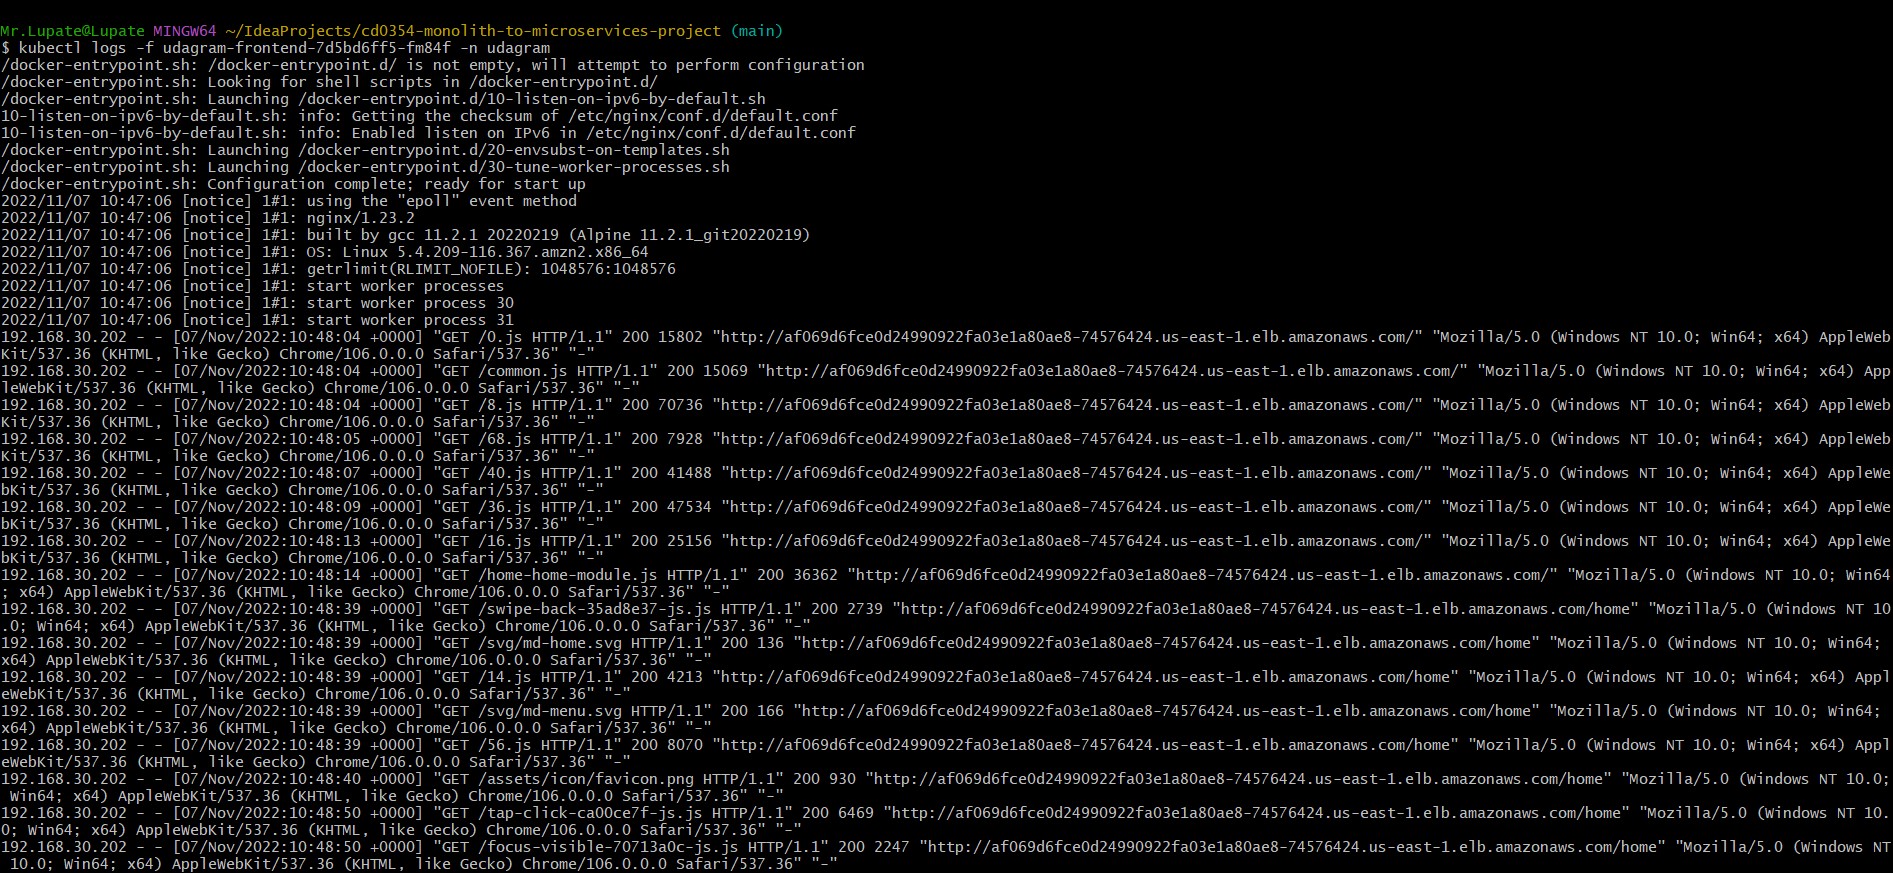 Mr.Lupate@Lupate MINGW64 ~/IdeaProjects/cd0354-monolith-to-microservices-project (main)
$ kubectl logs -f udagram-frontend-7d5bd6ff5-fm84f -n udagram
/docker-entrypoint.sh: /docker-entrypoint.d/ is not empty, will attempt to perform configuration
/docker-entrypoint.sh: Looking for shell scripts in /docker-entrypoint.d/
/docker-entrypoint.sh: Launching /docker-entrypoint.d/10-listen-on-ipv6-by-default.sh
10-listen-on-ipv6-by-default.sh: info: Getting the checksum of /etc/nginx/conf.d/default.conf
10-listen-on-ipv6-by-default.sh: info: Enabled listen on IPv6 in /etc/nginx/conf.d/default.conf
/docker-entrypoint.sh: Launching /docker-entrypoint.d/20-envsubst-on-templates.sh
/docker-entrypoint.sh: Launching /docker-entrypoint.d/30-tune-worker-processes.sh
/docker-entrypoint.sh: Configuration complete; ready for start up
2022/11/07 10:47:06 [notice] 1#1: using the "epoll" event method
2022/11/07 10:47:06 [notice] 1#1: nginx/1.23.2
2022/11/07 10:47:06 [notice] 1#1: built by gcc 11.2.1 20220219 (Alpine 11.2.1_git20220219)
2022/11/07 10:47:06 [notice] 1#1: OS: Linux 5.4.209-116.367.amzn2.x86_64
2022/11/07 10:47:06 [notice] 1#1: getrlimit(RLIMIT_NOFILE): 1048576:1048576
2022/11/07 10:47:06 [notice] 1#1: start worker processes
2022/11/07 10:47:06 [notice] 1#1: start worker process 30
2022/11/07 10:47:06 [notice] 1#1: start worker process 31
192.168.30.202 - - [07/Nov/2022:10:48:04 +0000] "GET /0.js HTTP/1.1" 200 15802 "http://af069d6fce0d24990922fa03e1a80ae8-74576424.us-east-1.elb.amazonaws.com/" "Mozilla/5.0 (Windows NT 10.0; Win64; x64) AppleWeb
Kit/537.36 (KHTML, like Gecko) Chrome/106.0.0.0 Safari/537.36" "-"
192.168.30.202 - - [07/Nov/2022:10:48:04 +0000] "GET /common.js HTTP/1.1" 200 15069 "http://af069d6fce0d24990922fa03e1a80ae8-74576424.us-east-1.elb.amazonaws.com/" "Mozilla/5.0 (Windows NT 10.0; Win64; x64) App
leWebKit/537.36 (KHTML, like Gecko) Chrome/106.0.0.0 Safari/537.36" "-"
192.168.30.202 - - [07/Nov/2022:10:48:04 +0000] "GET /8.js HTTP/1.1" 200 70736 "http://af069d6fce0d24990922fa03e1a80ae8-74576424.us-east-1.elb.amazonaws.com/" "Mozilla/5.0 (Windows NT 10.0; Win64; x64) AppleWeb
Kit/537.36 (KHTML, like Gecko) Chrome/106.0.0.0 Safari/537.36" "-"
192.168.30.202 - - [07/Nov/2022:10:48:05 +0000] "GET /68.js HTTP/1.1" 200 7928 "http://af069d6fce0d24990922fa03e1a80ae8-74576424.us-east-1.elb.amazonaws.com/" "Mozilla/5.0 (Windows NT 10.0; Win64; x64) AppleWeb
Kit/537.36 (KHTML, like Gecko) Chrome/106.0.0.0 Safari/537.36" "-"
192.168.30.202 - - [07/Nov/2022:10:48:07 +0000] "GET /40.js HTTP/1.1" 200 41488 "http://af069d6fce0d24990922fa03e1a80ae8-74576424.us-east-1.elb.amazonaws.com/" "Mozilla/5.0 (Windows NT 10.0; Win64; x64) AppleWe
bKit/537.36 (KHTML, like Gecko) Chrome/106.0.0.0 Safari/537.36" "-"
192.168.30.202 - - [07/Nov/2022:10:48:09 +0000] "GET /36.js HTTP/1.1" 200 47534 "http://af069d6fce0d24990922fa03e1a80ae8-74576424.us-east-1.elb.amazonaws.com/" "Mozilla/5.0 (Windows NT 10.0; Win64; x64) AppleWe
bKit/537.36 (KHTML, like Gecko) Chrome/106.0.0.0 Safari/537.36" "-"
192.168.30.202 - - [07/Nov/2022:10:48:13 +0000] "GET /16.js HTTP/1.1" 200 25156 "http://af069d6fce0d24990922fa03e1a80ae8-74576424.us-east-1.elb.amazonaws.com/" "Mozilla/5.0 (Windows NT 10.0; Win64; x64) AppleWe
bKit/537.36 (KHTML, like Gecko) Chrome/106.0.0.0 Safari/537.36" "-"
192.168.30.202 - - [07/Nov/2022:10:48:14 +0000] "GET /home-home-module.js HTTP/1.1" 200 36362 "http://af069d6fce0d24990922fa03e1a80ae8-74576424.us-east-1.elb.amazonaws.com/" "Mozilla/5.0 (Windows NT 10.0; Win64
; x64) AppleWebKit/537.36 (KHTML, like Gecko) Chrome/106.0.0.0 Safari/537.36" "-"
192.168.30.202 - - [07/Nov/2022:10:48:39 +0000] "GET /swipe-back-35ad8e37-js.js HTTP/1.1" 200 2739 "http://af069d6fce0d24990922fa03e1a80ae8-74576424.us-east-1.elb.amazonaws.com/home" "Mozilla/5.0 (Windows NT 10
.0; Win64; x64) AppleWebKit/537.36 (KHTML, like Gecko) Chrome/106.0.0.0 Safari/537.36" "-"
192.168.30.202 - - [07/Nov/2022:10:48:39 +0000] "GET /svg/md-home.svg HTTP/1.1" 200 136 "http://af069d6fce0d24990922fa03e1a80ae8-74576424.us-east-1.elb.amazonaws.com/home" "Mozilla/5.0 (Windows NT 10.0; Win64;
x64) AppleWebKit/537.36 (KHTML, like Gecko) Chrome/106.0.0.0 Safari/537.36" "-"
192.168.30.202 - - [07/Nov/2022:10:48:39 +0000] "GET /14.js HTTP/1.1" 200 4213 "http://af069d6fce0d24990922fa03e1a80ae8-74576424.us-east-1.elb.amazonaws.com/home" "Mozilla/5.0 (Windows NT 10.0; Win64; x64) Appl
eWebKit/537.36 (KHTML, like Gecko) Chrome/106.0.0.0 Safari/537.36" "-"
192.168.30.202 - - [07/Nov/2022:10:48:39 +0000] "GET /svg/md-menu.svg HTTP/1.1" 200 166 "http://af069d6fce0d24990922fa03e1a80ae8-74576424.us-east-1.elb.amazonaws.com/home" "Mozilla/5.0 (Windows NT 10.0; Win64;
x64) AppleWebKit/537.36 (KHTML, like Gecko) Chrome/106.0.0.0 Safari/537.36" "-"
192.168.30.202 - - [07/Nov/2022:10:48:39 +0000] "GET /56.js HTTP/1.1" 200 8070 "http://af069d6fce0d24990922fa03e1a80ae8-74576424.us-east-1.elb.amazonaws.com/home" "Mozilla/5.0 (Windows NT 10.0; Win64; x64) Appl
eWebKit/537.36 (KHTML, like Gecko) Chrome/106.0.0.0 Safari/537.36" "-"
192.168.30.202 - - [07/Nov/2022:10:48:40 +0000] "GET /assets/icon/favicon.png HTTP/1.1" 200 930 "http://af069d6fce0d24990922fa03e1a80ae8-74576424.us-east-1.elb.amazonaws.com/home" "Mozilla/5.0 (Windows NT 10.0;
Win64; x64) AppleWebKit/537.36 (KHTML, like Gecko) Chrome/106.0.0.0 Safari/537.36" "-"
192.168.30.202 - - [07/Nov/2022:10:48:50 +0000] "GET /tap-click-ca00ce7f-js.js HTTP/1.1" 200 6469 "http://af069d6fce0d24990922fa03e1a80ae8-74576424.us-east-1.elb.amazonaws.com/home" "Mozilla/5.0 (Windows NT 10.
0; Win64; x64) AppleWebKit/537.36 (KHTML, like Gecko) Chrome/106.0.0.0 Safari/537.36" "-"
192.168.30.202 - - [07/Nov/2022:10:48:50 +0000] "GET /focus-visible-70713a0c-js.js HTTP/1.1" 200 2247 "http://af069d6fce0d24990922fa03e1a80ae8-74576424.us-east-1.elb.amazonaws.com/home" "Mozilla/5.0 (Windows NT
10.0; Win64; x64) AppleWebKit/537.36 (KHTML, like Gecko) Chrome/106.0.0.0 Safari/537.36" "-"